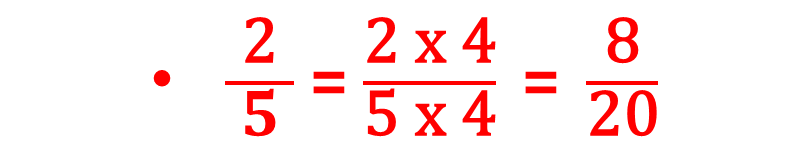 • 2/5 = 2 x 4/5 x 4 = 8/20